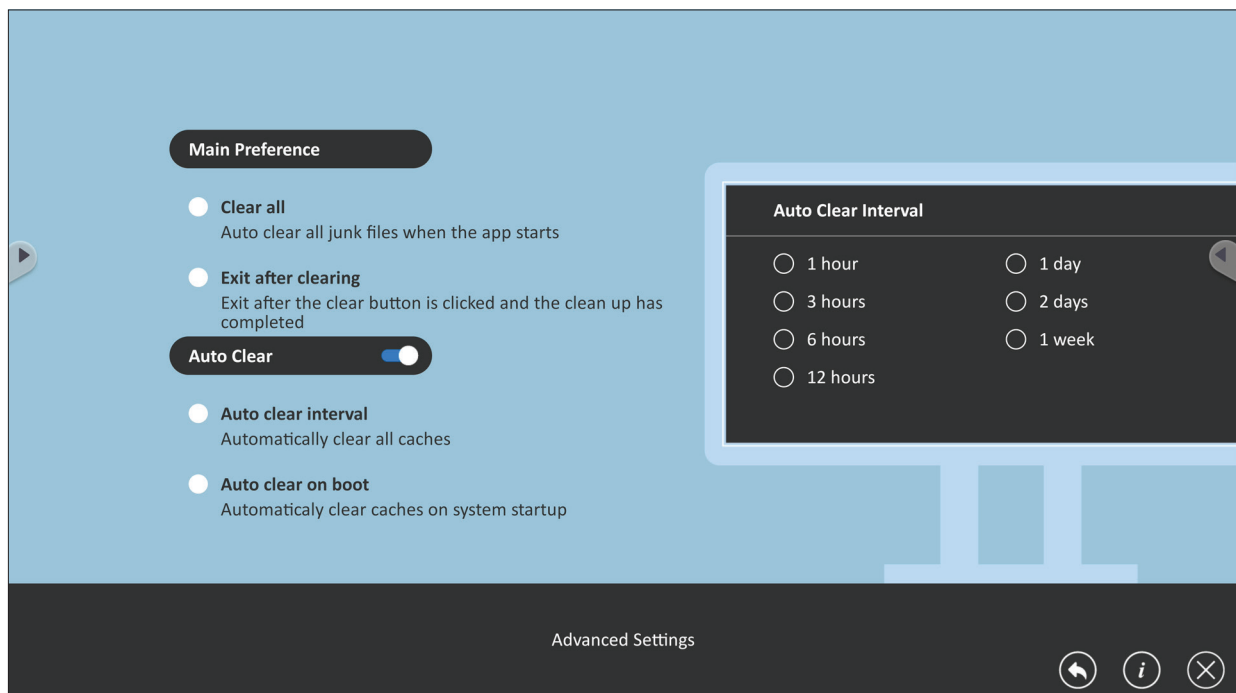 Main Preference
Clear all
Auto clear all junk files when the app starts
Exit after clearing
Exit after the clear button is clicked and the clean up has
completed
Auto Clear
Auto clear interval
Automatically clear all caches
Auto clear on boot
Automaticaly clear caches on system startup
Auto Clear Interval
1 hour
1 day
3 hours
2 days
6 hours
1 week
12 hours
Advanced Settings
i